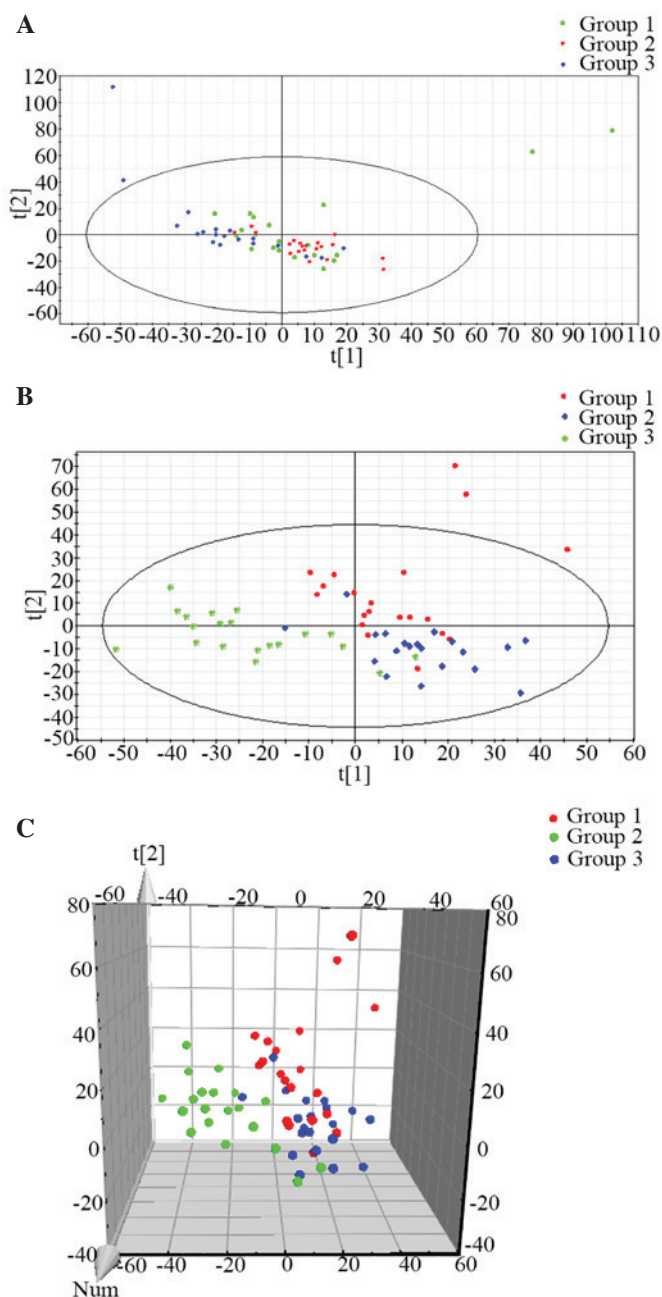 A
Group 1
Group 2
Group 3
120
100
80
60
40
20
0
-20
-40
-60
t[2]
-60 -50 -40 -30 -20 -10 0 10 20 30 40 50 60 70 80 90 100 110
t[1]
B
Group 1
Group 2
Group 3
70
60
50
40
30
20
10
0
-10
-20
-30
-40
-50
t[2]
-60 -50 -40 -30 -20 -10 0 10 20 30 40 50 60
t[1]
C
Group 1
Group 2
Group 3
t[2]
-60 -40 -20 0 20 40 60
80 80
60 60
40 40
20 20
0 0
-20 -20
-40 -40
-60 -40 -20 0 20 40 60
Num